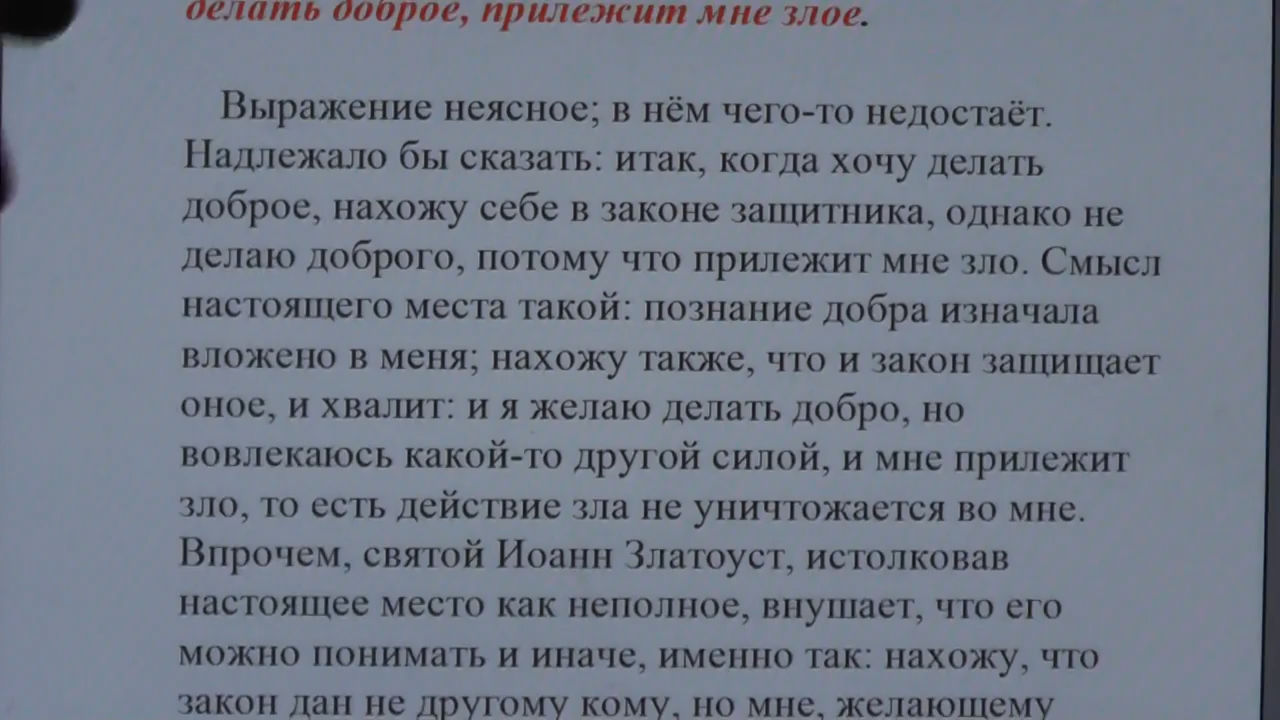 делать доброе, прилежит мне злое.
Выражение неясное; в нём чего-то недостаёт.
Надлежало бы сказать: итак, когда хочу делать
доброе, нахожу себе в законе защитника, однако не
делаю доброго, потому что прилежит мне зло. Смысл
настоящего места такой: познание добра изначала
вложено в меня; нахожу также, что и закон защищает
оное, и хвалит: и я желаю делать добро, но
вовлекаюсь какой-то другой силой, и мне прилежит
зло, то есть действие зла не уничтожается во мне.
Впрочем, святой Иоанн Златоуст, истолковав
настоящее место как неполное, внушает, что его
можно понимать и иначе, именно так: нахожу, что
закон дан не другому кому, но мне, желающему